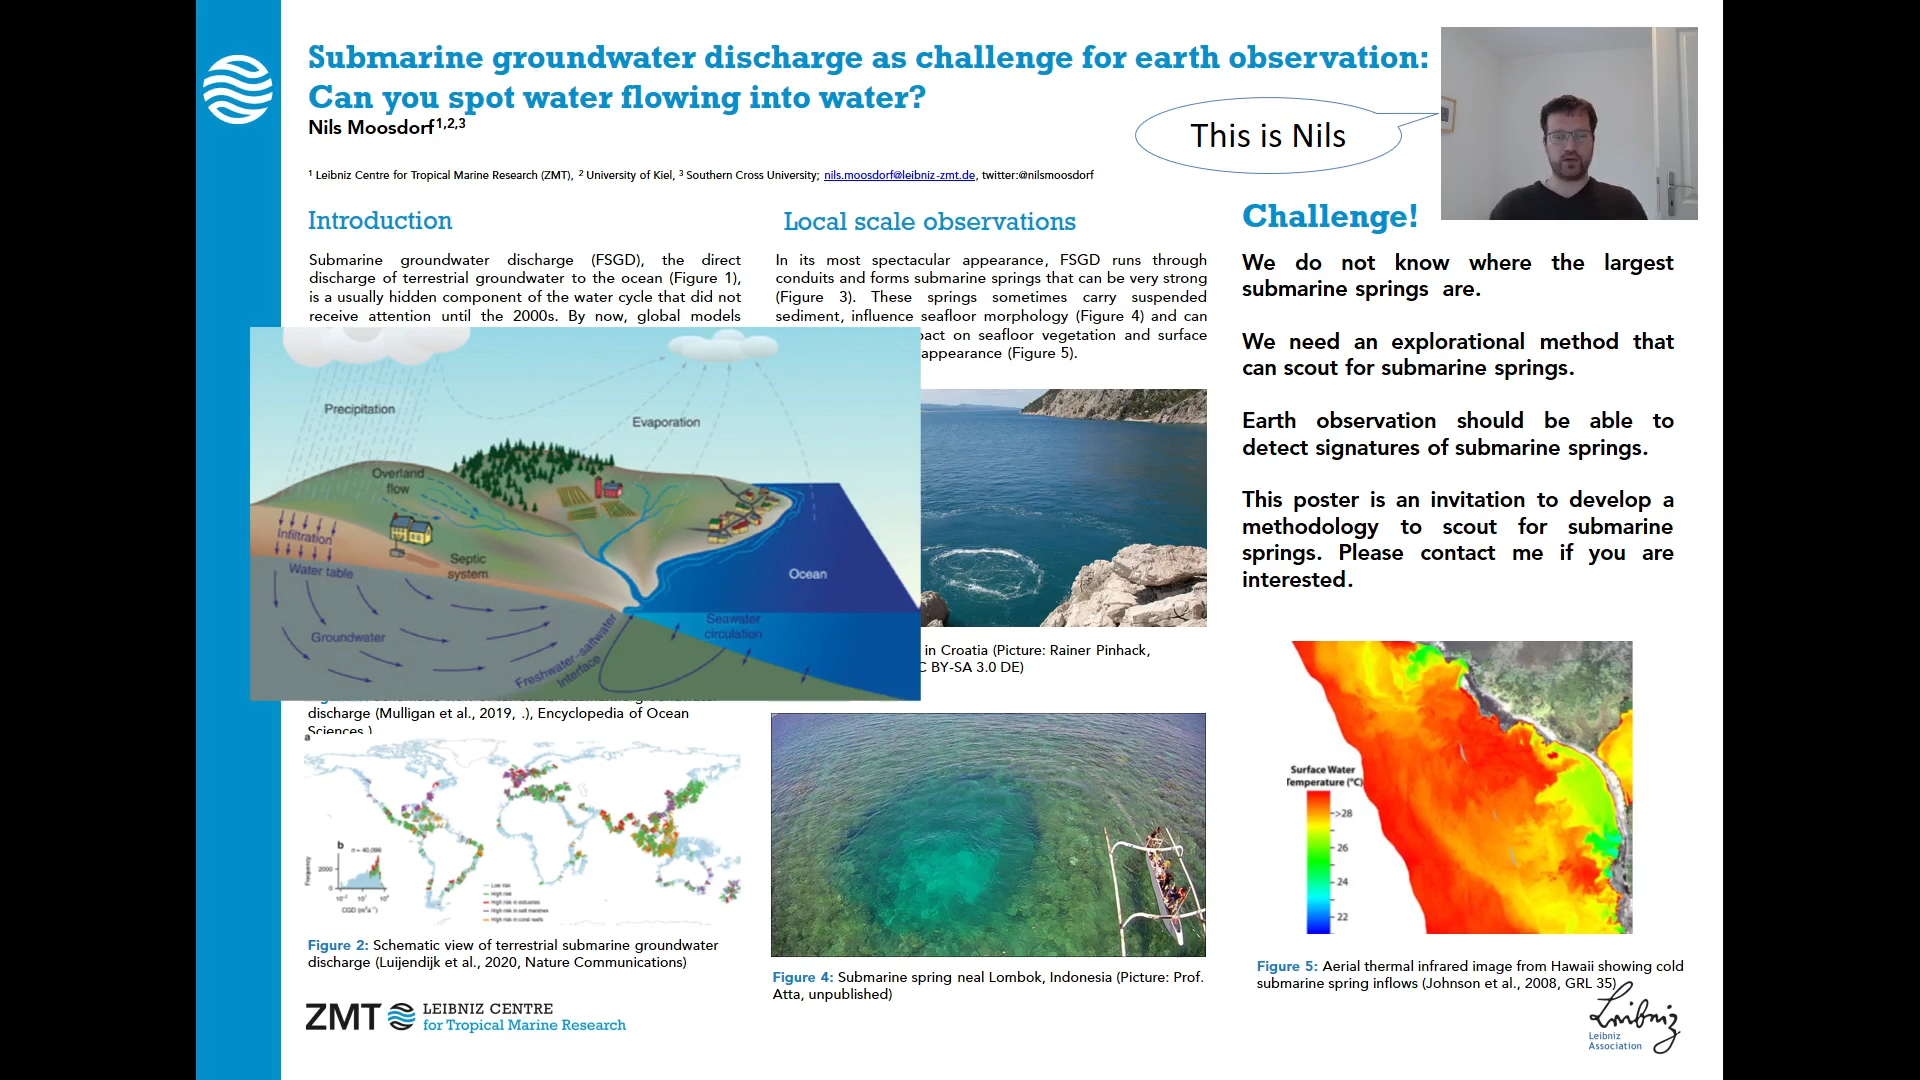 Submarine groundwater discharge as challenge for earth observation:
Can you spot water flowing into water?
Nils Moosdorf1,2,3
This is Nils
1 Leibniz Centre for Tropical Marine Research (ZMT), 2 University of Kiel, 3 Southern Cross University; nils.moosdorf@leibniz-zmt.de, twitter:@nilsmoosdorf
Introduction
Submarine groundwater discharge (FSGD), the direct
discharge of terrestrial groundwater to the ocean (Figure 1),
is a usually hidden component of the water cycle that did not
receive attention until the 2000s. By now, global models
Precipitation
Evaporation
Overland
flow
Infiltration
Water table
Septic
system
Ocean
Groundwater
Freshwater–saltwater
Interface
Seawater
circulation
discharge (Mulligan et al., 2019, .), Encyclopedia of Ocean
Sciences.)
a
b
n = 40,096
Frequency
2000
0
CGD (m²a⁻¹)
Low risk
High risk
High risk in estuaries
High risk in salt marshes
High risk in coral reefs
Figure 2: Schematic view of terrestrial submarine groundwater
discharge (Luijendijk et al., 2020, Nature Communications)
ZMT
LEIBNIZ CENTRE
for Tropical Marine Research
Local scale observations
In its most spectacular appearance, FSGD runs through
conduits and forms submarine springs that can be very strong
(Figure 3). These springs sometimes carry suspended
sediment, influence seafloor morphology (Figure 4) and can
pact on seafloor vegetation and surface
appearance (Figure 5).
in Croatia (Picture: Rainer Pinhack,
C BY-SA 3.0 DE)
Figure 4: Submarine spring neal Lombok, Indonesia (Picture: Prof.
Atta, unpublished)
Challenge!
We do not know where the largest
submarine springs are.
We need an explorational method that
can scout for submarine springs.
Earth observation should be able to
detect signatures of submarine springs.
This poster is an invitation to develop a
methodology to scout for submarine
springs. Please contact me if you are
interested.
Surface Water
Temperature (°C)
>28
26
24
22
Figure 5: Aerial thermal infrared image from Hawaii showing cold
submarine spring inflows (Johnson et al., 2008, GRL 35)
Leibniz
Leibniz
Association